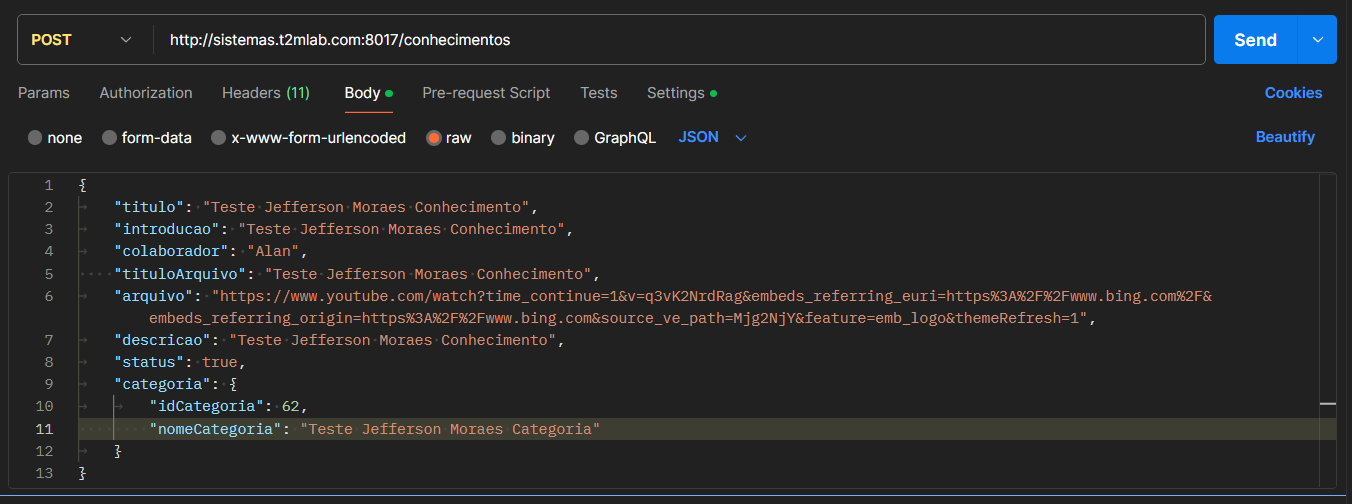 POST http://sistemas.t2mlab.com:8017/conhecimentos Send
Params Authorization Headers (11) Body Pre-request Script Tests Settings Cookies
none form-data x-www-form-urlencoded raw binary GraphQL JSON Beautify
1 {
2 "titulo": "Teste Jefferson Moraes Conhecimento",
3 "introducao": "Teste Jefferson Moraes Conhecimento",
4 "colaborador": "Alan",
5 "tituloArquivo": "Teste Jefferson Moraes Conhecimento",
6 "arquivo": "https://www.youtube.com/watch?time_continue=1&v=q3vK2NrdRag&embeds_referring_euri=https%3A%2F%2Fwww.bing.com%2F&
embeds_referring_origin=https%3A%2F%2Fwww.bing.com&source_ve_path=Mjg2NjY&feature=emb_logo&themeRefresh=1",
7 "descricao": "Teste Jefferson Moraes Conhecimento",
8 "status": true,
9 "categoria": {
10 "idCategoria": 62,
11 "nomeCategoria": "Teste Jefferson Moraes Categoria"
12 }
13 }